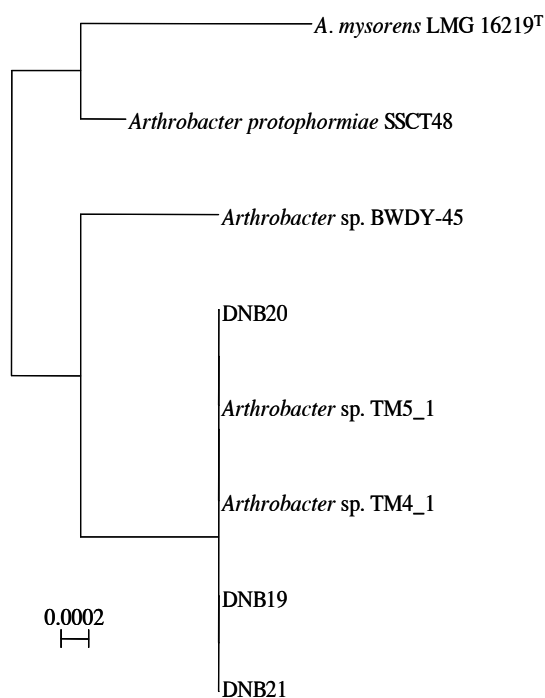 A. mysorens LMG 16219ᵀ
Arthrobacter protophormiae SSCT48
Arthrobacter sp. BWDY-45
DNB20
Arthrobacter sp. TM5_1
Arthrobacter sp. TM4_1
DNB19
0.0002
DNB21